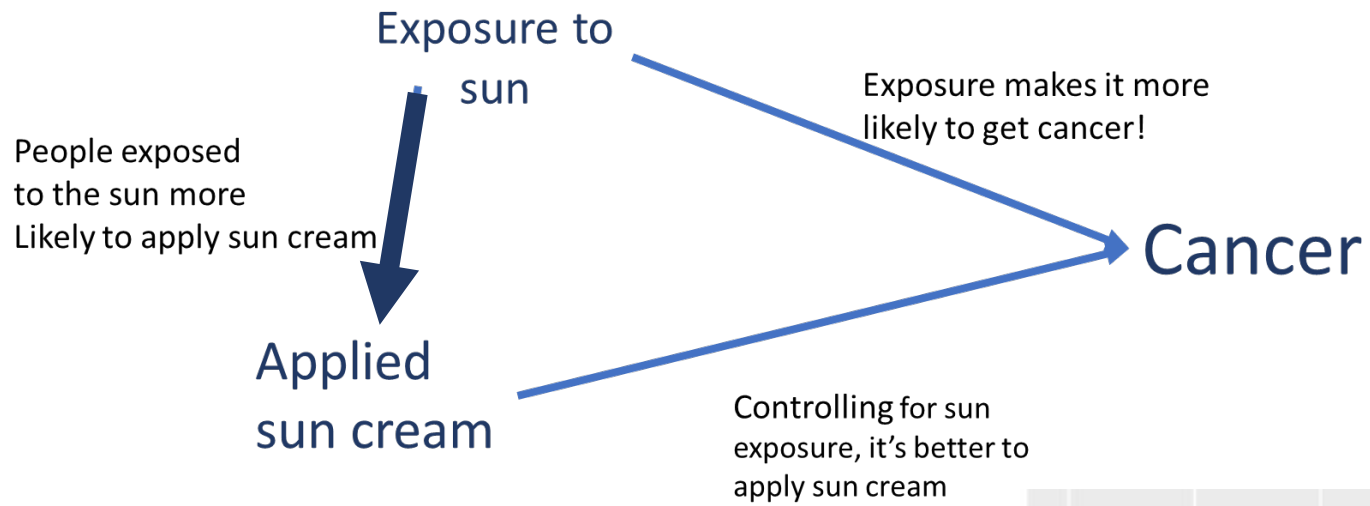 Exposure to
sun
Exposure makes it more
likely to get cancer!
People exposed
to the sun more
Likely to apply sun cream
Cancer
Applied
sun cream
Controlling for sun
exposure, it’s better to
apply sun cream